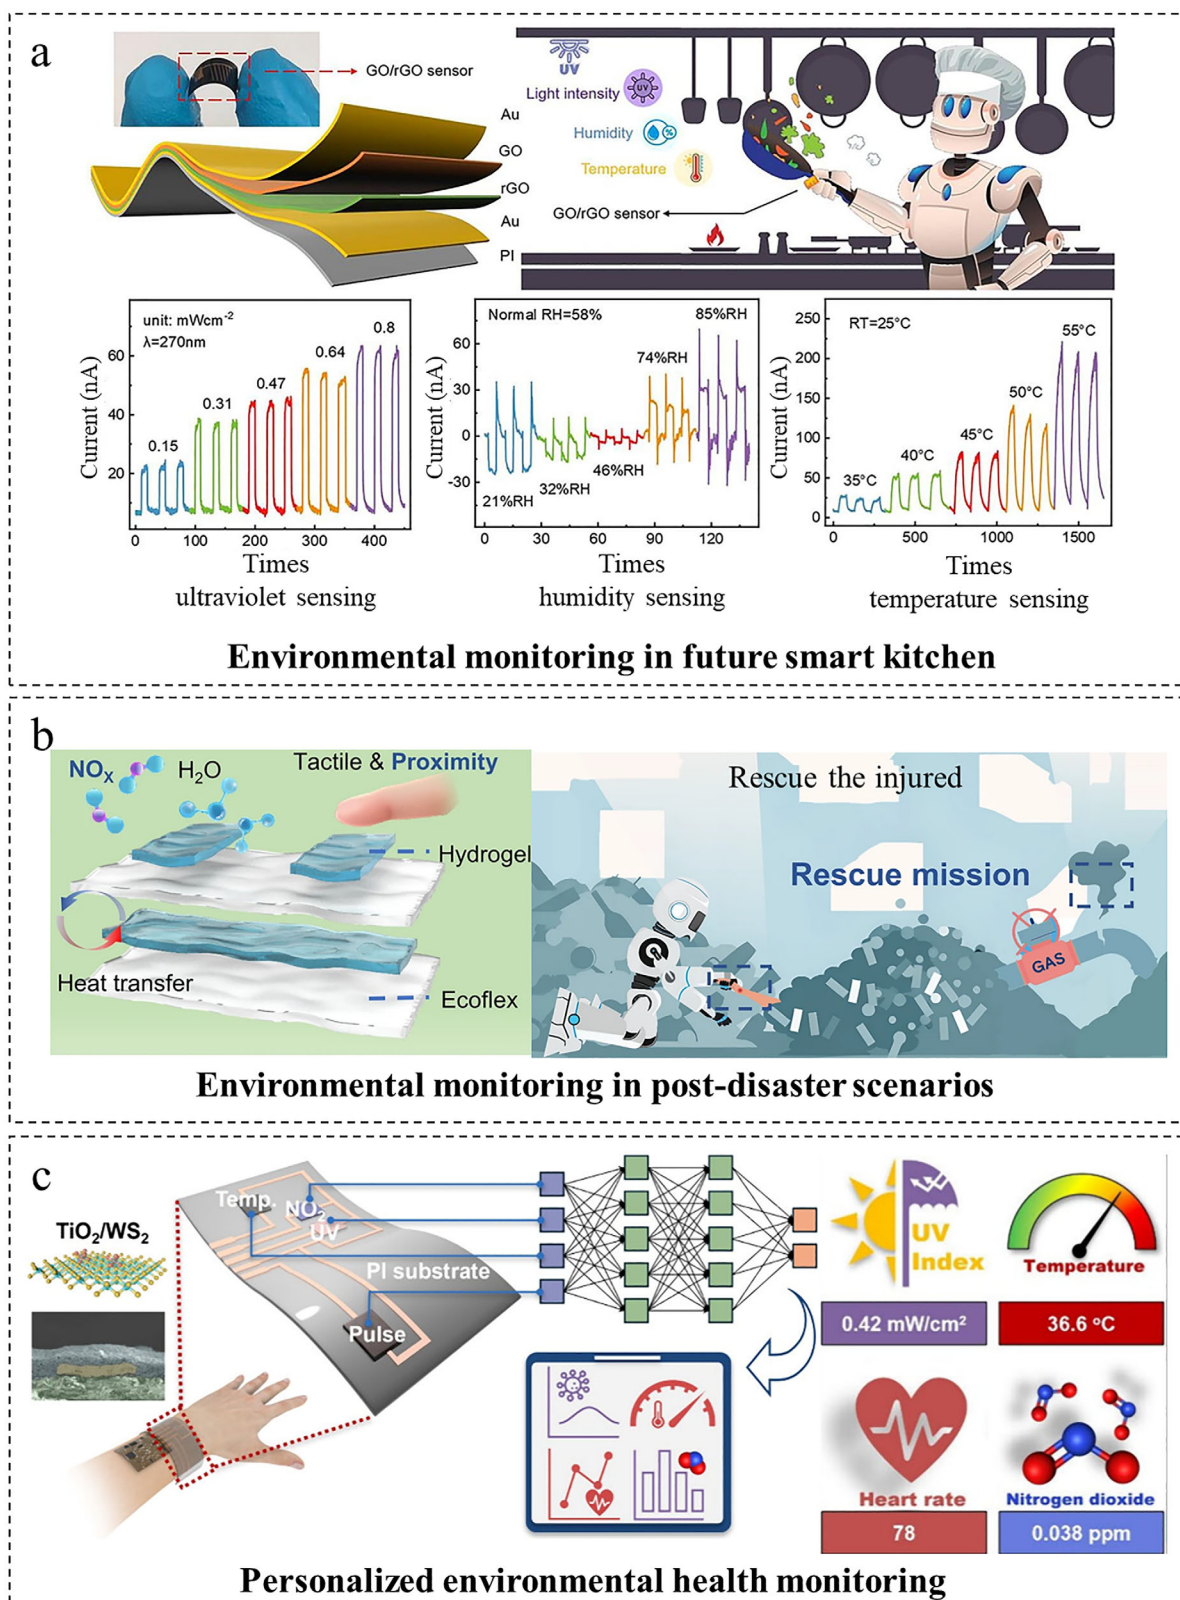 a
GO/rGO sensor
Au
GO
rGO
Au
PI
UV
Light intensity
UV
Humidity
%
Temperature
GO/rGO sensor
unit: mWcm-2
λ=270nm
0.15
0.31
0.47
0.64
0.8
Current (nA)
60
40
20
0 100 200 300 400
Times
ultraviolet sensing
Normal RH=58%
85%RH
74%RH
46%RH
32%RH
21%RH
Current (nA)
60
30
0
-30
0 30 60 90 120
Times
humidity sensing
RT=25°C
55°C
50°C
45°C
40°C
35°C
Current (nA)
250
200
150
100
50
0
0 500 1000 1500
Times
temperature sensing
Environmental monitoring in future smart kitchen
b
NOX
H2O
Tactile & Proximity
Hydrogel
Heat transfer
Ecoflex
Rescue the injured
Rescue mission
GAS
Environmental monitoring in post-disaster scenarios
c
TiO2/WS2
Temp.
NO2
UV
PI substrate
Pulse
UV
Index
0.42 mW/cm2
Temperature
36.6 °C
Heart rate
78
Nitrogen dioxide
0.038 ppm
Personalized environmental health monitoring